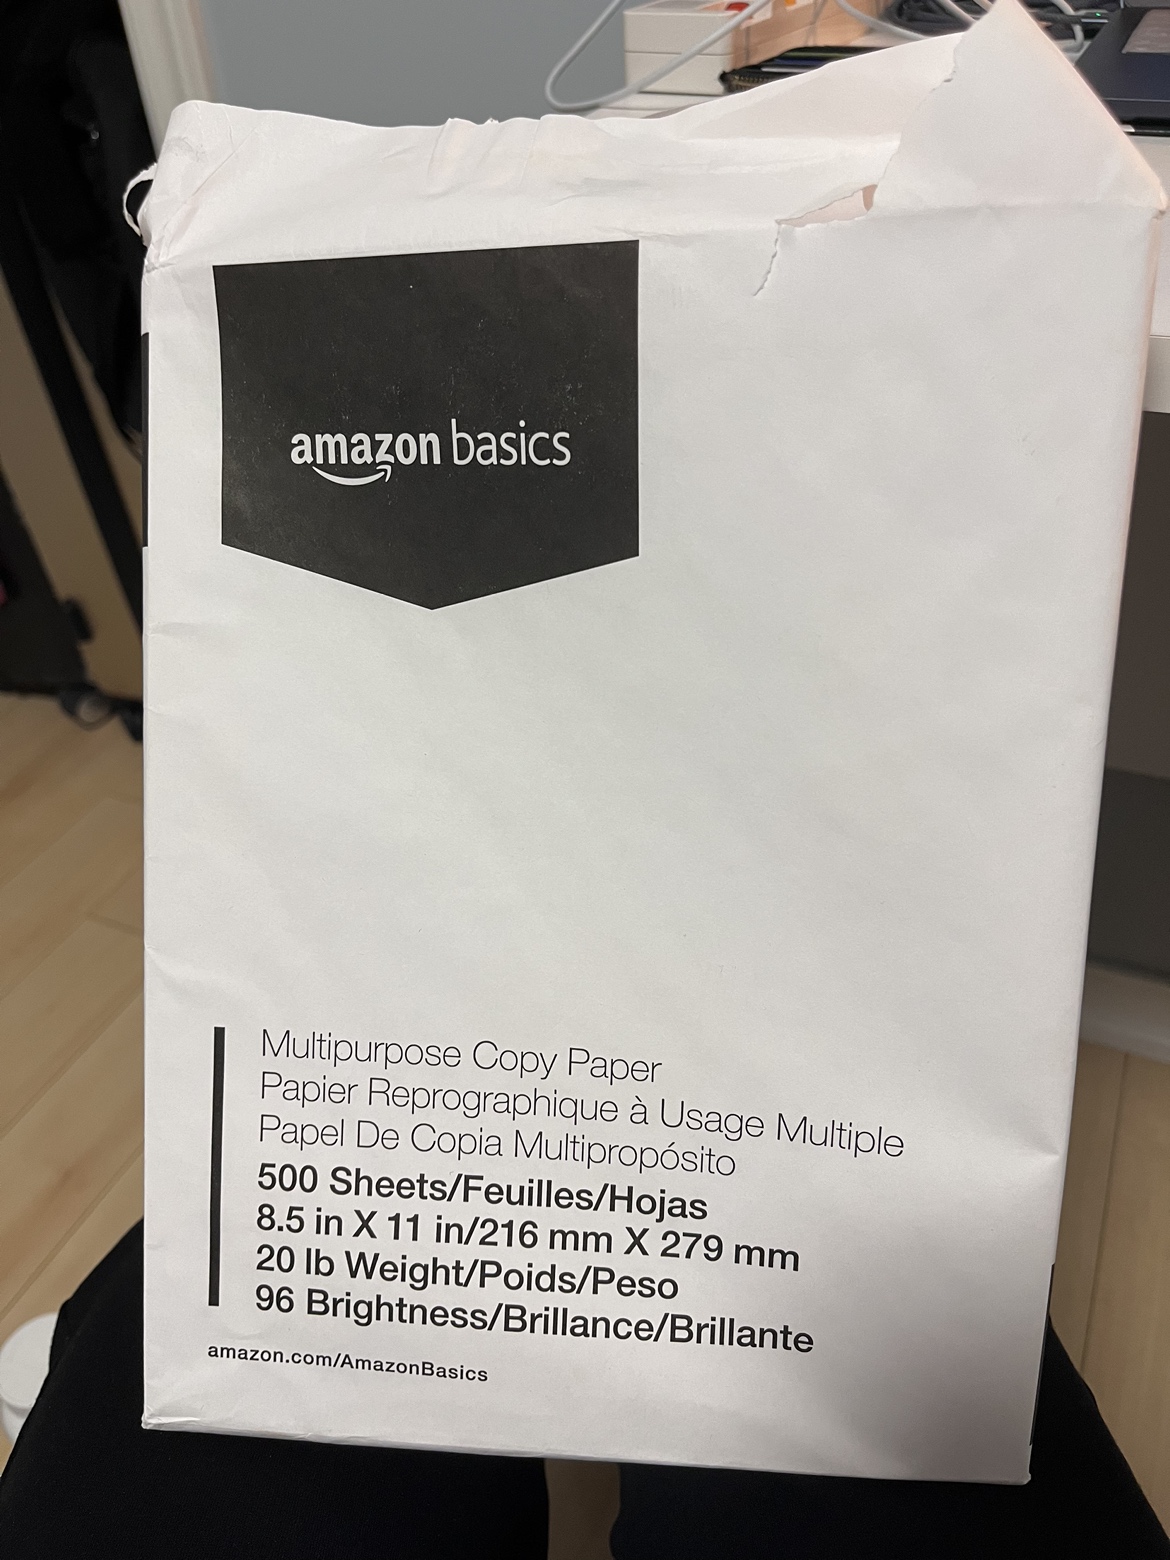 amazon basics
Multipurpose Copy Paper
Papier Reprographique à Usage Multiple
Papel De Copia Multipropósito
500 Sheets/Feuilles/Hojas
8.5 in X 11 in/216 mm X 279 mm
20 lb Weight/Poids/Peso
96 Brightness/Brillance/Brillante
amazon.com/AmazonBasics